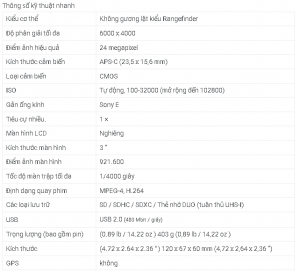 Thông số kỹ thuật nhanh
Kiểu cơ thể Không gương lật kiểu Rangefinder
Độ phân giải tối đa 6000 x 4000
Điểm ảnh hiệu quả 24 megapixel
Kích thước cảm biến APS-C (23,5 x 15,6 mm)
Loại cảm biến CMOS
ISO Tự động, 100-32000 (mở rộng đến 102800)
Gắn ống kính Sony E
Tiêu cự nhiều. 1 ×
Màn hình LCD Nghiêng
Kích thước màn hình 3 "
Điểm ảnh màn hình 921.600
Tốc độ màn trập tối đa 1/4000 giây
Định dạng quay phim MPEG-4, H.264
Các loại lưu trữ SD / SDHC / SDXC / Thẻ nhớ DUO (tuân thủ UHS-I)
USB USB 2.0 (480 Mbit / giây)
Trọng lượng (bao gồm pin) (0.89 lb / 14.22 oz ) 403 g (0,89 lb / 14,22 oz )
Kích thước (4.72 x 2.64 x 2.36 " ) 120 x 67 x 60 mm (4,72 x 2,64 x 2,36 ")
GPS không